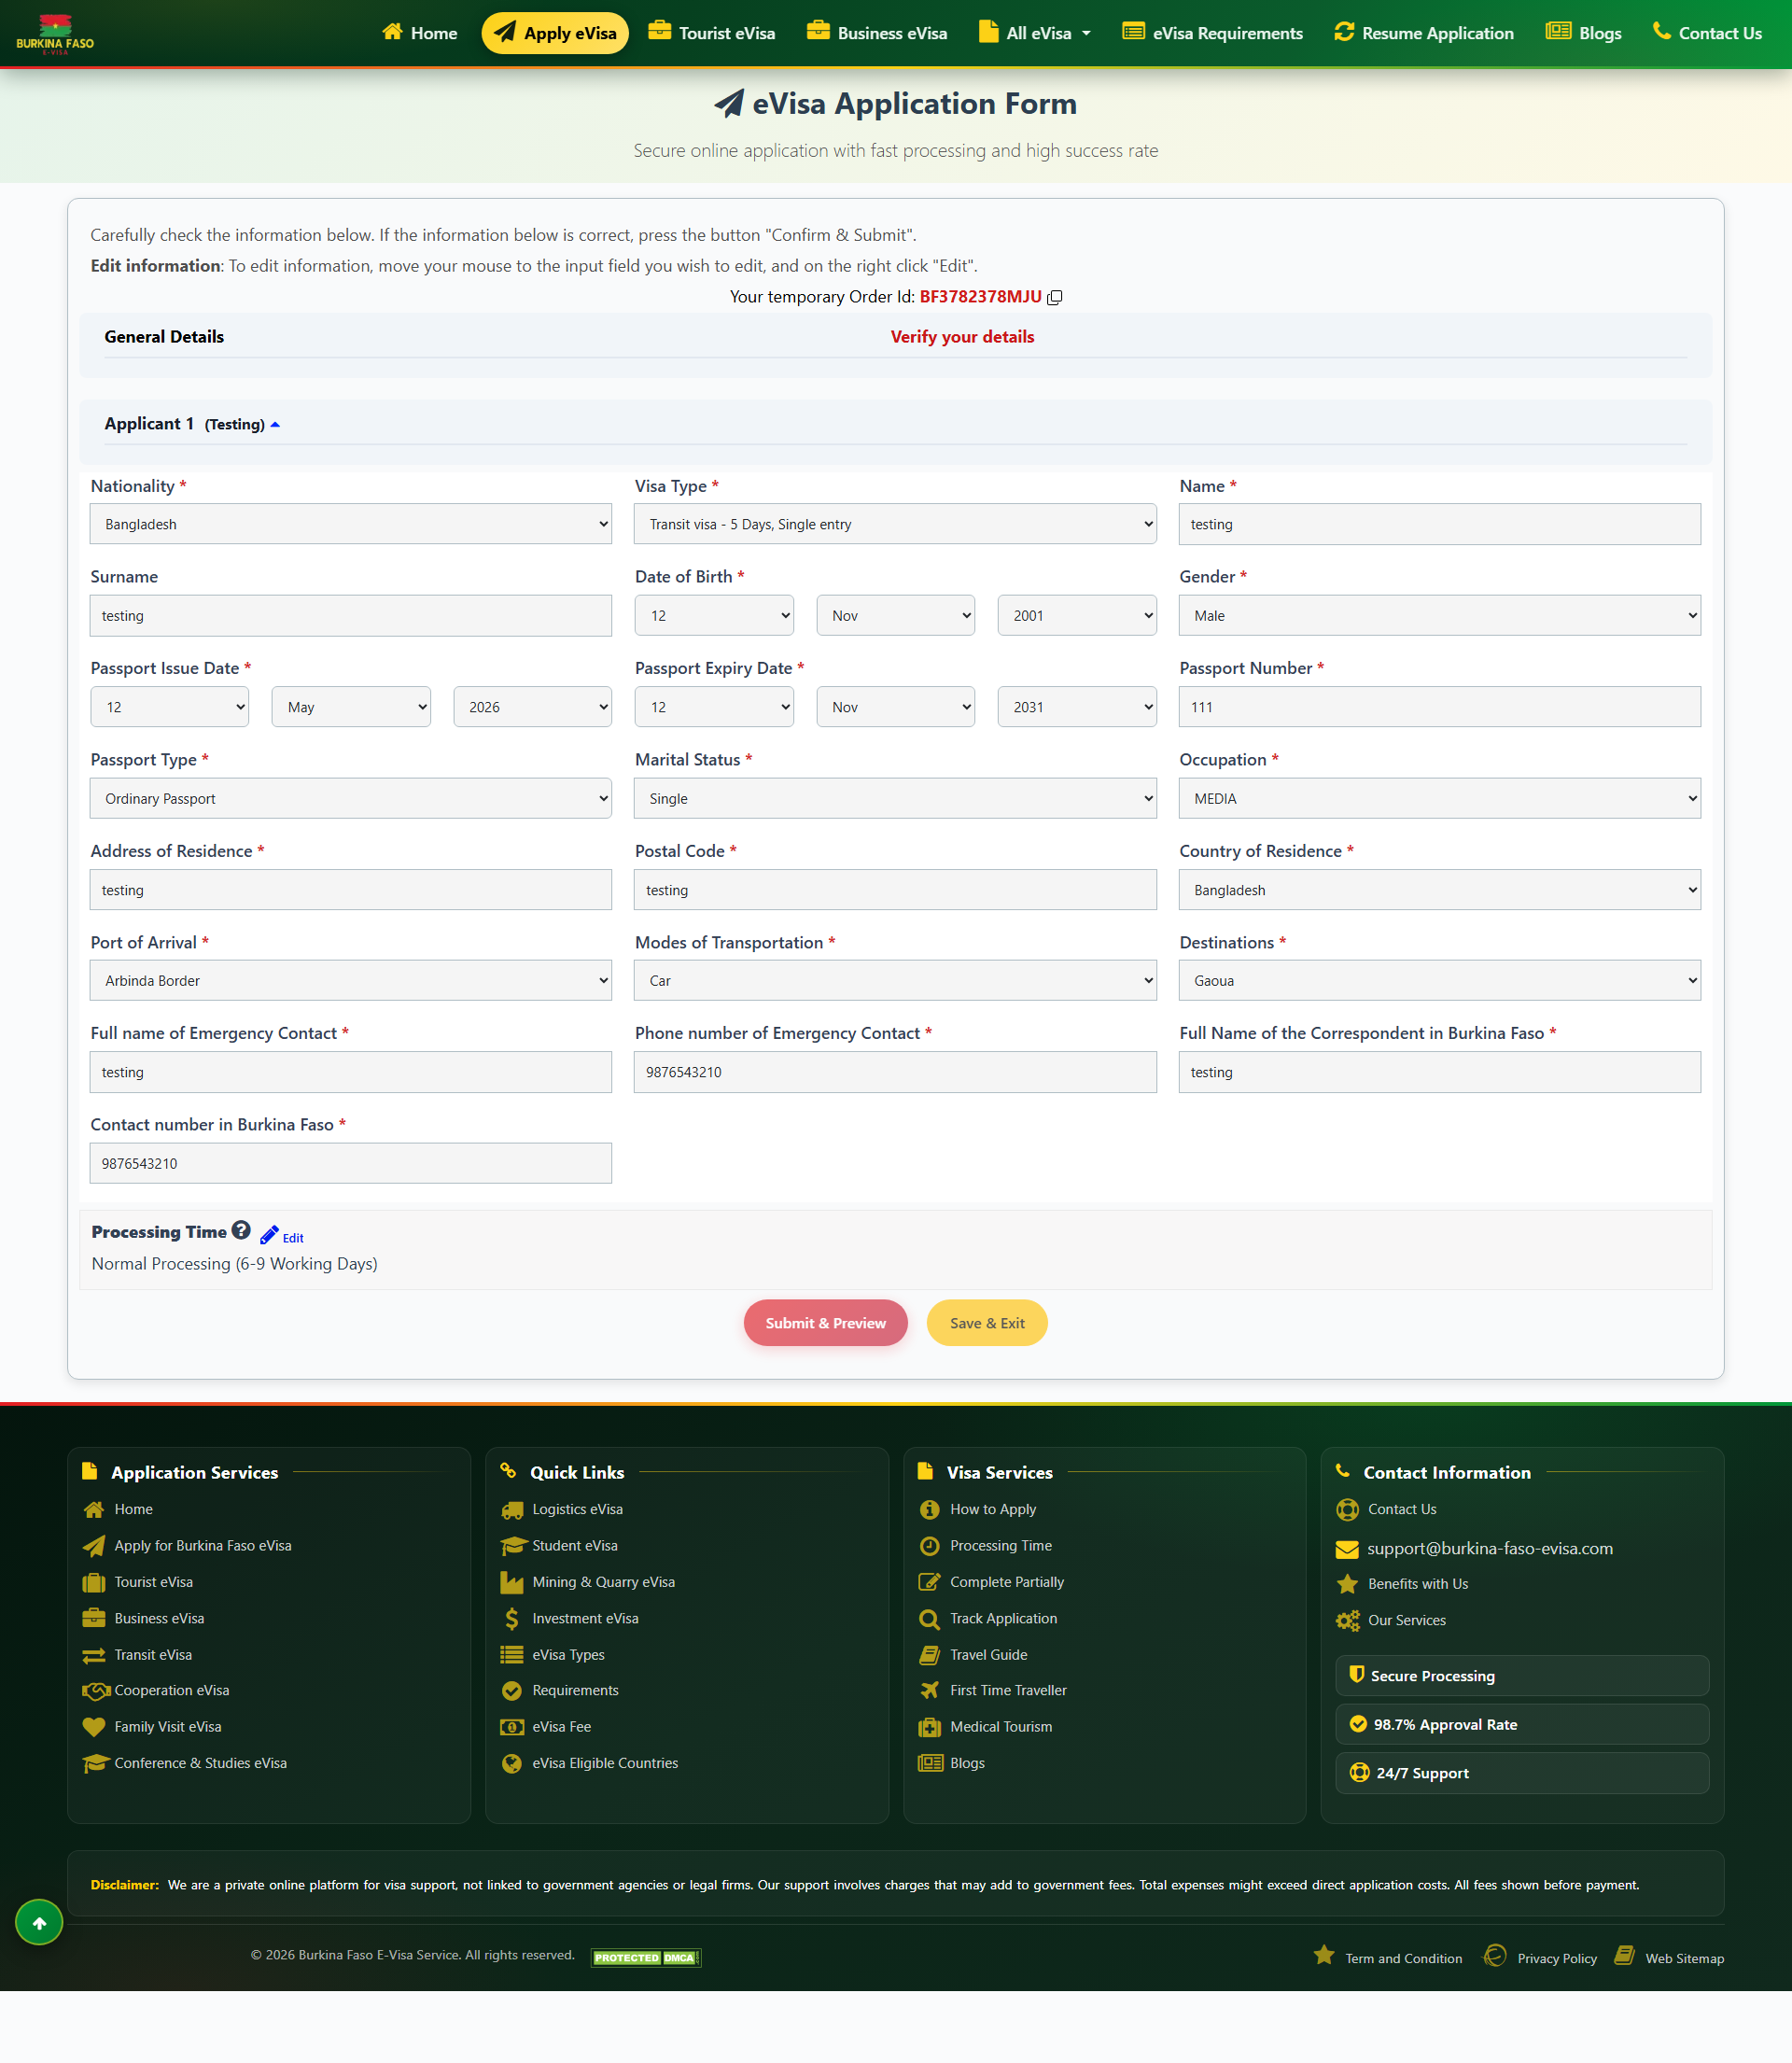 BURKINA FASO
E-VISA
Home
Apply eVisa
Tourist eVisa
Business eVisa
All eVisa
eVisa Requirements
Resume Application
Blogs
Contact Us
eVisa Application Form
Secure online application with fast processing and high success rate
Carefully check the information below. If the information below is correct, press the button "Confirm & Submit".
Edit information: To edit information, move your mouse to the input field you wish to edit, and on the right click "Edit".
Your temporary Order Id: BF3782378MJU
General Details
Verify your details
Applicant 1 (Testing)
Nationality *
Visa Type *
Name *
Bangladesh
Transit visa - 5 Days, Single entry
testing
Surname
Date of Birth *
Gender *
testing
12
Nov
2001
Male
Passport Issue Date *
Passport Expiry Date *
Passport Number *
12
May
2026
12
Nov
2031
111
Passport Type *
Marital Status *
Occupation *
Ordinary Passport
Single
MEDIA
Address of Residence *
Postal Code *
Country of Residence *
testing
testing
Bangladesh
Port of Arrival *
Modes of Transportation *
Destinations *
Arbinda Border
Car
Gaoua
Full name of Emergency Contact *
Phone number of Emergency Contact *
Full Name of the Correspondent in Burkina Faso *
testing
9876543210
testing
Contact number in Burkina Faso *
9876543210
Processing Time ? Edit
Normal Processing (6-9 Working Days)
Submit & Preview
Save & Exit
Application Services
Home
Apply for Burkina Faso eVisa
Tourist eVisa
Business eVisa
Transit eVisa
Cooperation eVisa
Family Visit eVisa
Conference & Studies eVisa
Quick Links
Logistics eVisa
Student eVisa
Mining & Quarry eVisa
Investment eVisa
eVisa Types
Requirements
eVisa Fee
eVisa Eligible Countries
Visa Services
How to Apply
Processing Time
Complete Partially
Track Application
Travel Guide
First Time Traveller
Medical Tourism
Blogs
Contact Information
Contact Us
support@burkina-faso-evisa.com
Benefits with Us
Our Services
Secure Processing
98.7% Approval Rate
24/7 Support
Disclaimer: We are a private online platform for visa support, not linked to government agencies or legal firms. Our support involves charges that may add to government fees. Total expenses might exceed direct application costs. All fees shown before payment.
© 2026 Burkina Faso E-Visa Service. All rights reserved.
PROTECTED DMCA
Term and Condition
Privacy Policy
Web Sitemap